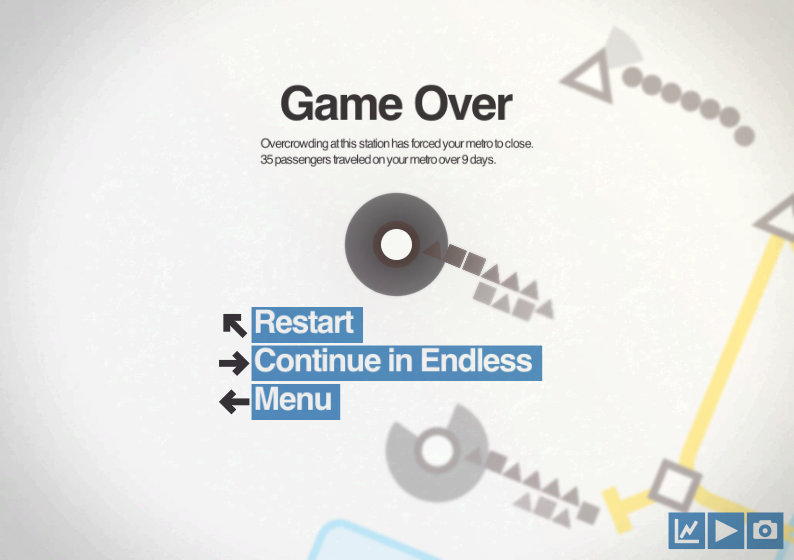 Game Over
Overcrowding at this station has forced your metro to close.
35 passengers traveled on your metro over 9 days.
Restart
Continue in Endless
Menu